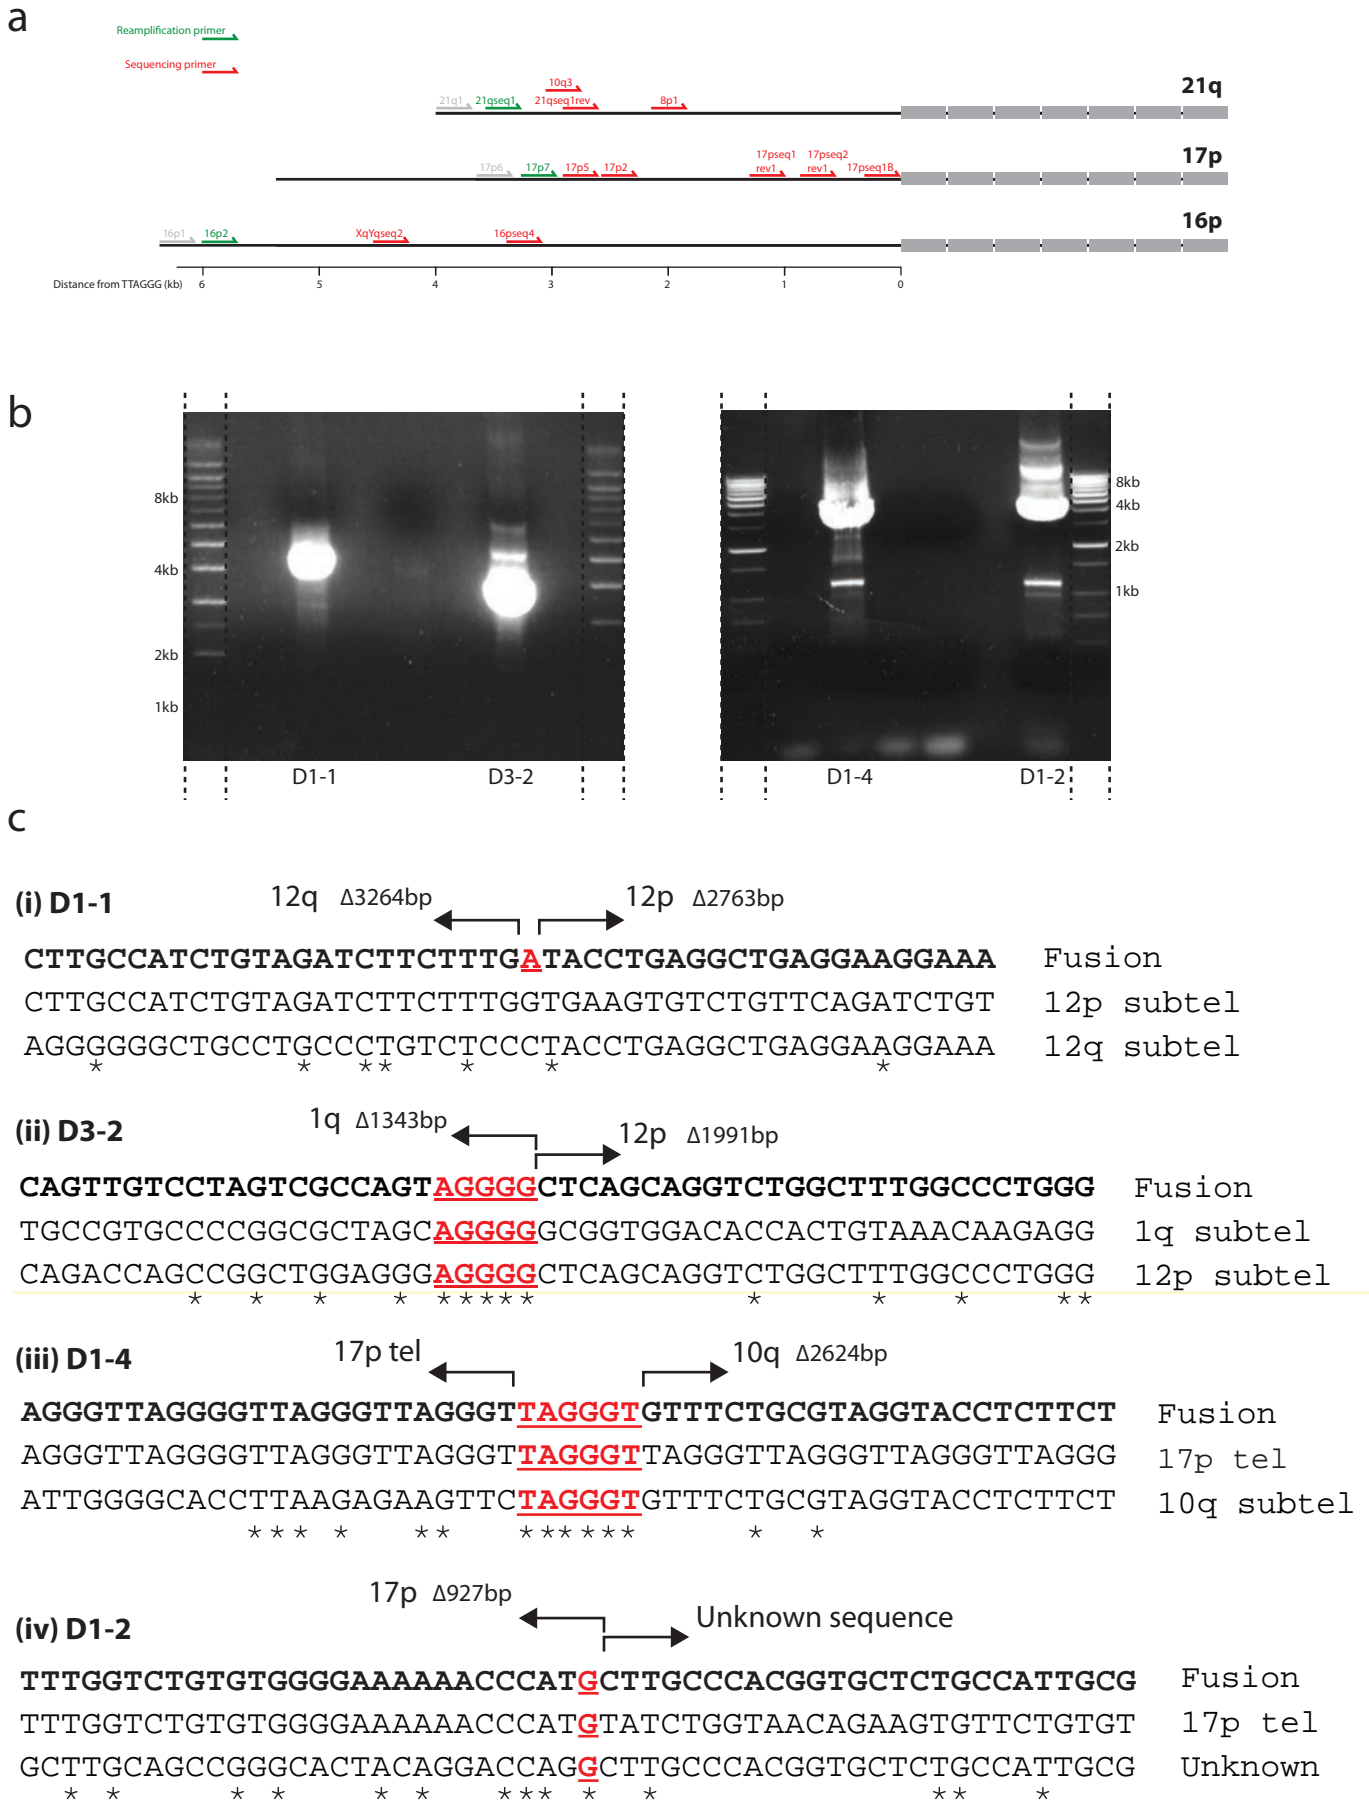 a
Reamplification primer
Sequencing primer
21q
10q3
21q1 21qseq1 21qseq1rev 8p1
17p
17pseq1 17pseq2
17p6 17p7 17p5 17p2 rev1 rev1 17pseq1B
16p
16p1 16p2 XqYqseq2 16pseq4
Distance from TTAGGG (kb) 6 5 4 3 2 1 0
b
8kb
4kb
2kb
1kb
8kb
4kb
2kb
1kb
D1-1 D3-2 D1-4 D1-2
c
(i) D1-1 12q Δ3264bp 12p Δ2763bp
CTTGCCATCTGTAGATCTTCTTTGATACCTGAGGCTGAGGAAGGAAA Fusion
CTTGCCATCTGTAGATCTTCTTTGGTGAAGTGTCTGTTCAGATCTGT 12p subtel
AGGGGGGCTGCCTGCCCTGTCTCCCTACCTGAGGCTGAGGAAGGAAA 12q subtel
* * * * * * *
(ii) D3-2 1q Δ1343bp 12p Δ1991bp
CAGTTGTCCTAGTCGCCAGTAGGGGCTCAGCAGGTCTGGCTTTGGCCCTGGG Fusion
TGCCGTGCCCCGGCGCTAGCAGGGGGCGGTGGACACCACTGTAAACAAGAGG 1q subtel
CAGACCAGCCGGCTGGAGGGAGGGGCTCAGCAGGTCTGGCTTTGGCCCTGGG 12p subtel
* * * * * * * * * * * * * *
(iii) D1-4 17p tel 10q Δ2624bp
AGGGTTAGGGGTTAGGGTTAGGGTTAGGGTGTTTCTGCGTAGGTACCTCTTCT Fusion
AGGGTTAGGGGTTAGGGTTAGGGTTAGGGTTAGGGTTAGGGTTAGGGTTAGGG 17p tel
ATTGGGGCACCTTAAGAGAAGTTCTAGGGTGTTTCTGCGTAGGTACCTCTTCT 10q subtel
* * * * * * * * * * * * * *
(iv) D1-2 17p Δ927bp Unknown sequence
TTTGGTCTGTGTGGGGAAAAAACCCATGCTTGCCCACGGTGCTCTGCCATTGCG Fusion
TTTGGTCTGTGTGGGGAAAAAACCCATGTATCTGGTAACAGAAGTGTTCTGTGT 17p tel
GCTTGCAGCCGGGCACTACAGGACCAGGCTTGCCCACGGTGCTCTGCCATTGCG Unknown
* * * * * * * * * * * * * *